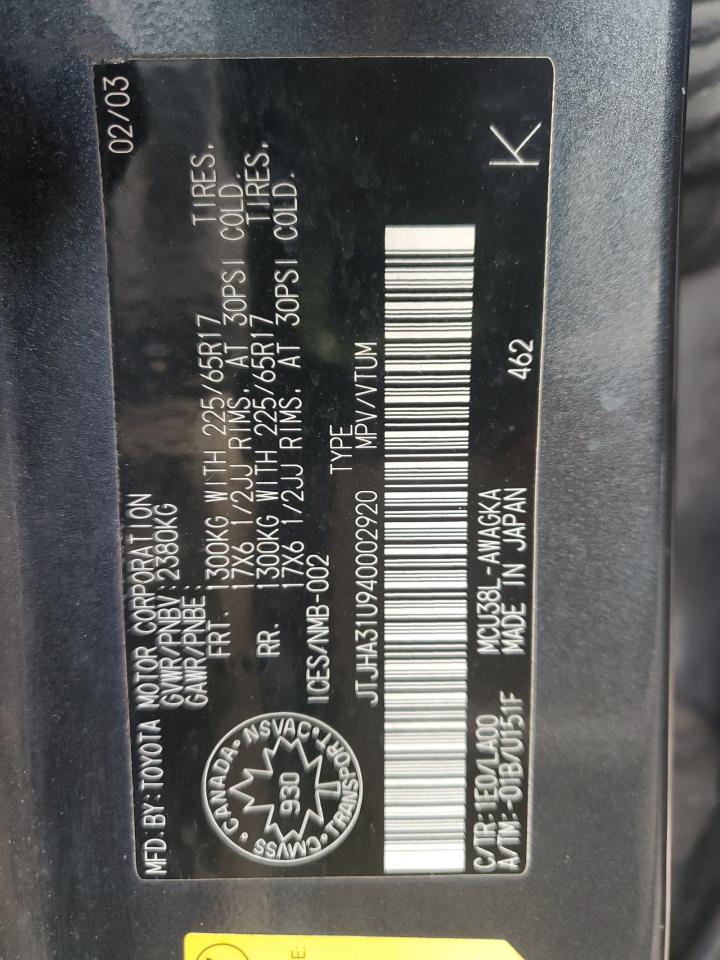 MFD. BY: TOYOTA MOTOR CORPORATION 02/03
GVWR/PNBV: 2380KG
GAWR/PNBE:
FRT. 1300KG WITH 225/65R17 TIRES,
17X6 1/2JJ RIMS, AT 30PSI COLD.
RR. 1300KG WITH 225/65R17 TIRES,
17X6 1/2JJ RIMS, AT 30PSI COLD.
ICES/NMB-002
CANADA • NSVAC • TRANSPORT • CMVSS •
930
TYPE
JTJHA31U940002920 MPV/VTUM
C/TR: 1E0/LA00 MCU38L-AWAGKA
A/TM: -01B/U151F MADE IN JAPAN 462 K